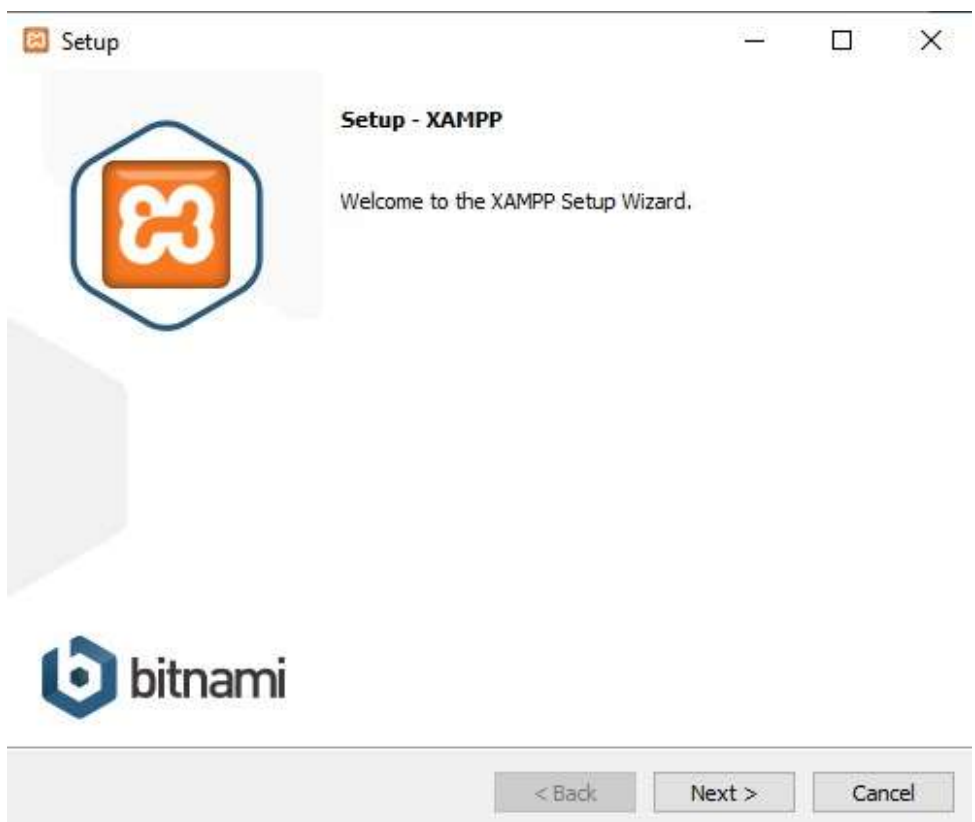 Setup
Setup - XAMPP
Welcome to the XAMPP Setup Wizard.
bitnami
< Back
Next >
Cancel